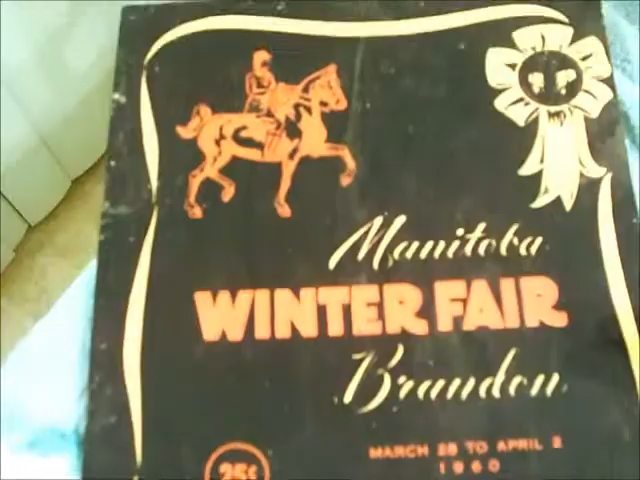 Manitoba
WINTER FAIR
Brandon
MARCH 28 TO APRIL 2
1960
25¢